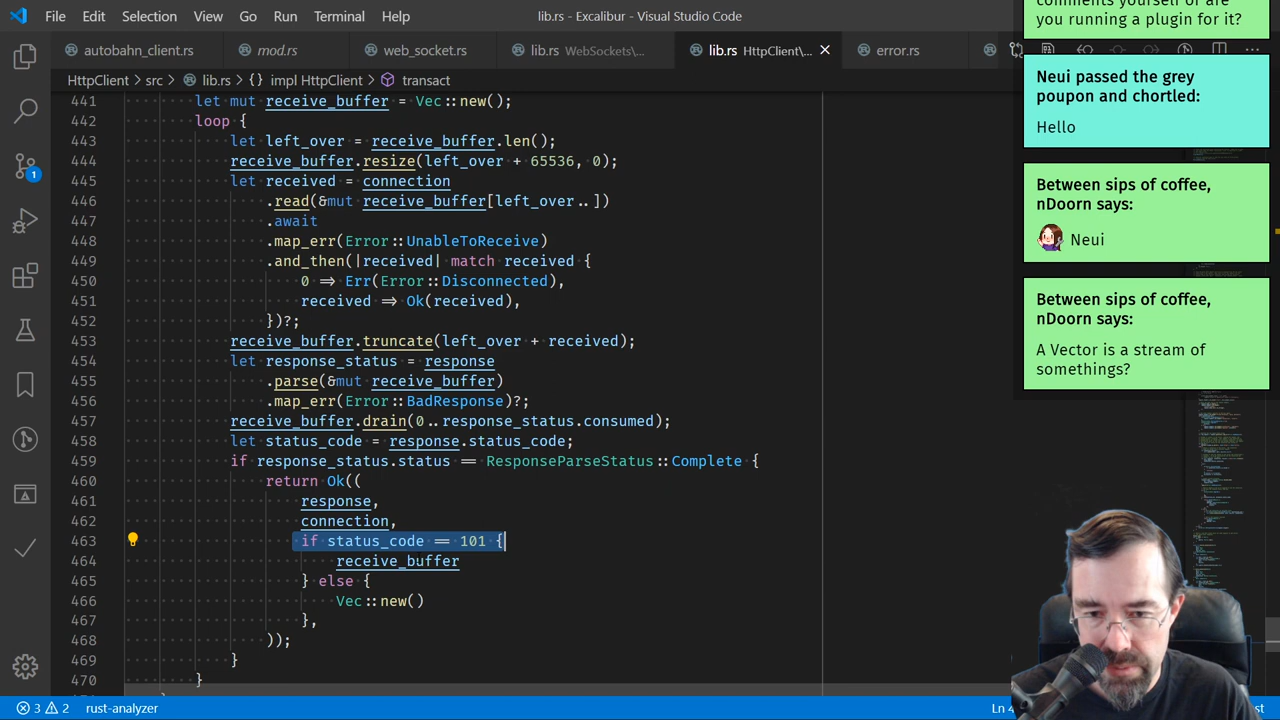 File Edit Selection View Go Run Terminal Help
lib.rs - Excalibur - Visual Studio Code
autobahn_client.rs
mod.rs
web_socket.rs
lib.rs WebSockets\...
lib.rs HttpClient\...
error.rs
HttpClient > src > lib.rs > {} impl HttpClient > transact
441 let mut receive_buffer = Vec::new();
442 loop {
443 let left_over = receive_buffer.len();
444 receive_buffer.resize(left_over + 65536, 0);
445 let received = connection
446 .read(&mut receive_buffer[left_over..])
447 .await
448 .map_err(Error::UnableToReceive)
449 .and_then(|received| match received {
450 0 => Err(Error::Disconnected),
451 received => Ok(received),
452 })?;
453 receive_buffer.truncate(left_over + received);
454 let response_status = response
455 .parse(&mut receive_buffer)
456 .map_err(Error::BadResponse)?;
457 receive_buffer.drain(0..response_status.consumed);
458 let status_code = response.status_code;
459 if response_status.status == ResponseParseStatus::Complete {
460 return Ok((
461 response,
462 connection,
463 if status_code == 101 {
464 receive_buffer
465 } else {
466 Vec::new()
467 },
468 ));
469 }
470 }
you running a plugin for it?
Neui passed the grey
poupon and chortled:
Hello
Between sips of coffee,
nDoorn says:
Neui
Between sips of coffee,
nDoorn says:
A Vector is a stream of
somethings?
1
3 2 rust-analyzer
Ln 4